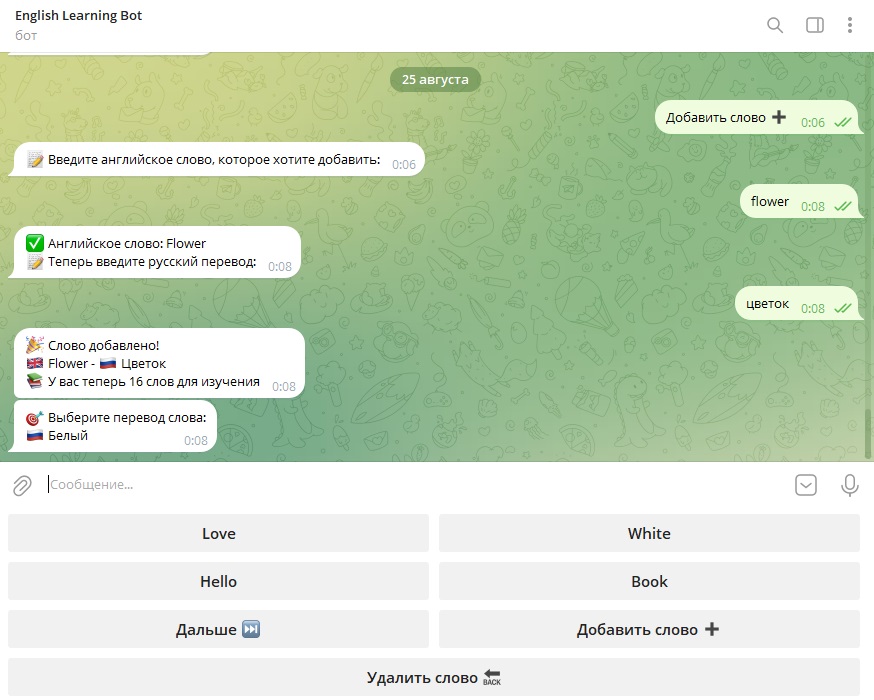 English Learning Bot
бот
25 августа
Добавить слово ➕ 0:06
📝 Введите английское слово, которое хотите добавить: 0:06
flower 0:08
✅ Английское слово: Flower
📝 Теперь введите русский перевод: 0:08
цветок 0:08
🎉 Слово добавлено!
🇬🇧 Flower - 🇷🇺 Цветок
📚 У вас теперь 16 слов для изучения 0:08
🎯 Выберите перевод слова:
🇷🇺 Белый 0:08
Сообщение...
Love
White
Hello
Book
Дальше ⏭
Добавить слово ➕
Удалить слово 🔙